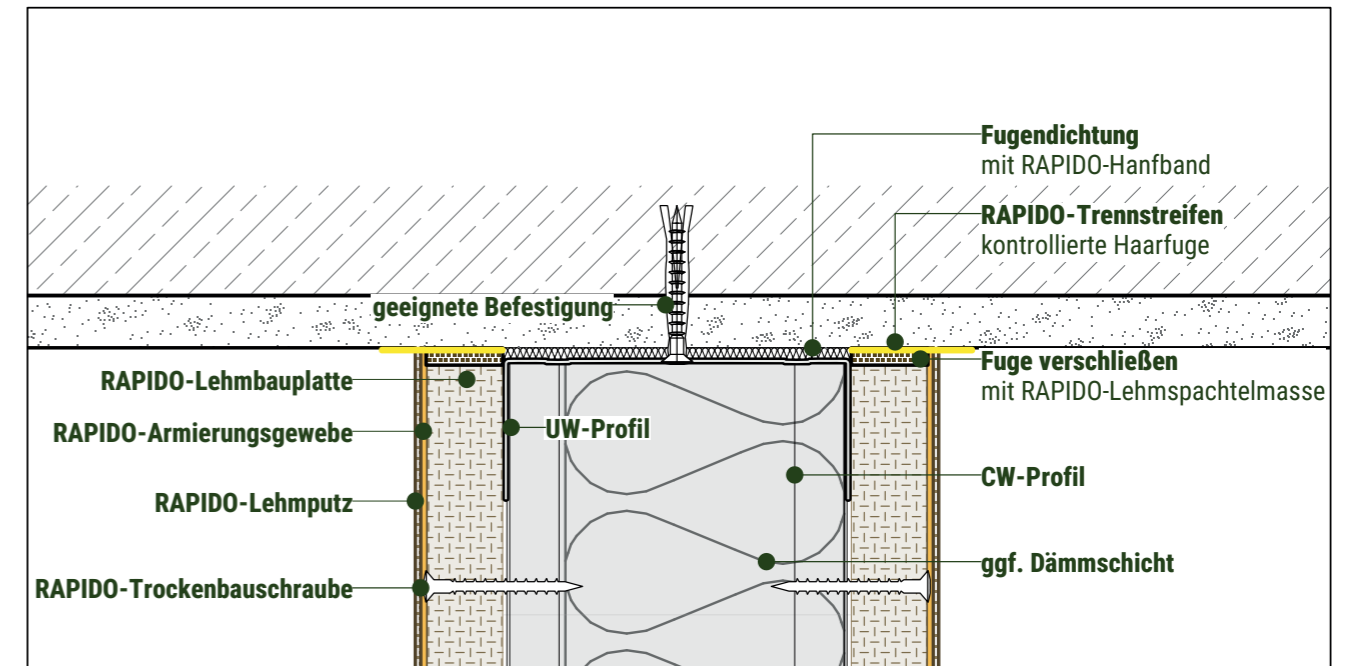 Fugendichtung
mit RAPIDO-Hanfband
RAPIDO-Trennstreifen
kontrollierte Haarfuge
geeignete Befestigung
Fuge verschließen
mit RAPIDO-Lehmspachtelmasse
RAPIDO-Lehmbauplatte
RAPIDO-Armierungsgewebe
UW-Profil
CW-Profil
RAPIDO-Lehmputz
ggf. Dämmschicht
RAPIDO-Trockenbauschraube